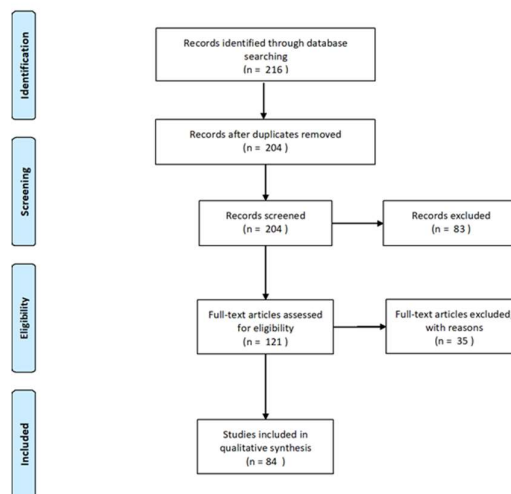 Identification
Records identified through database
searching
(n = 216)
Records after duplicates removed
(n = 204 )
Screening
Records screened
(n = 204 )
Records excluded
(n = 83 )
Eligibility
Full-text articles assessed
for eligibility
(n = 121 )
Full-text articles excluded,
with reasons
(n = 35 )
Included
Studies included in
qualitative synthesis
(n = 84 )